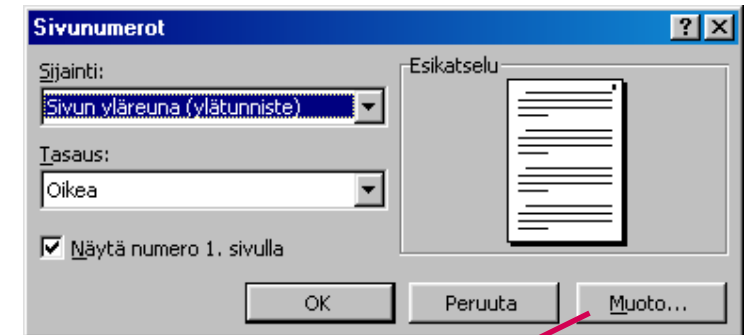 Sivunumerot
Sijainti:
Sivun yläreuna (ylätunniste)
Tasaus:
Oikea
Näytä numero 1. sivulla
Esikatselu
OK
Peruuta
Muoto...